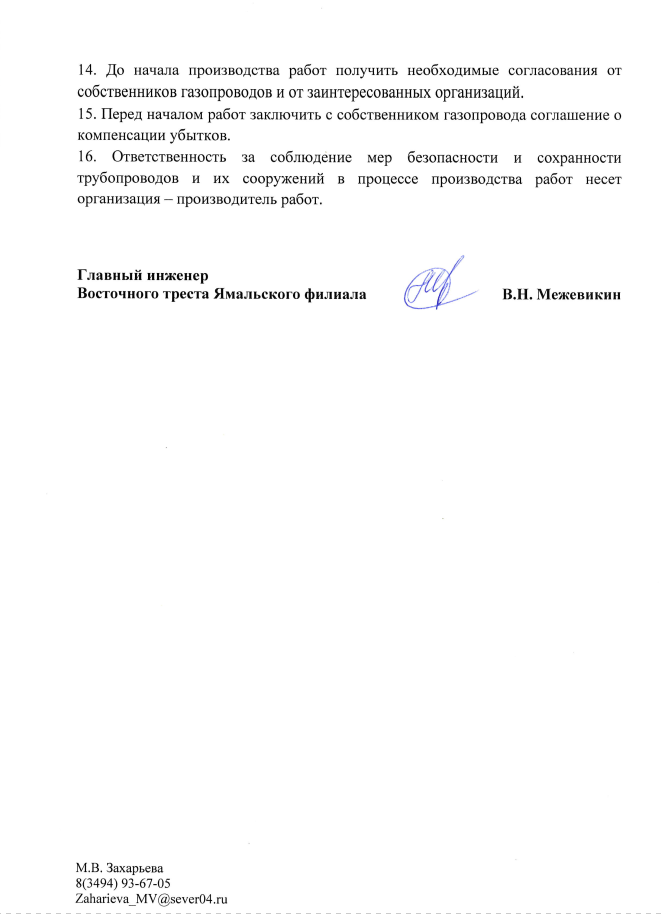 14. До начала производства работ получить необходимые согласования от
собственников газопроводов и от заинтересованных организаций.
15. Перед началом работ заключить с собственником газопровода соглашение о
компенсации убытков.
16. Ответственность за соблюдение мер безопасности и сохранности
трубопроводов и их сооружений в процессе производства работ несет
организация – производитель работ.
Главный инженер
Восточного треста Ямальского филиала В.Н. Межевикин
М.В. Захарьева
8(3494) 93-67-05
Zaharieva_MV@sever04.ru